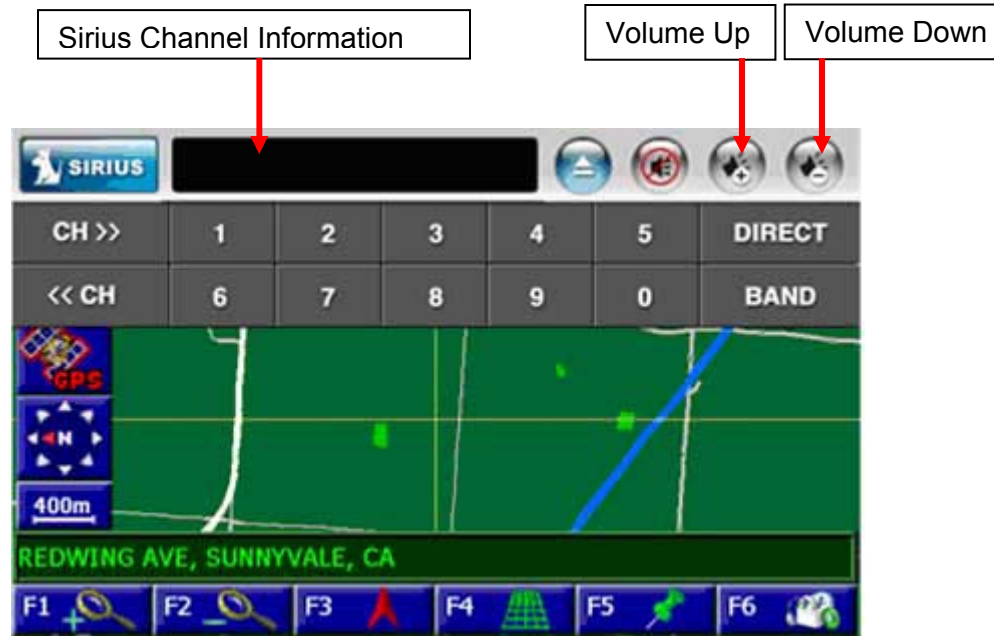 Sirius Channel Information
Volume Up
Volume Down
SIRIUS
CH >> 1 2 3 4 5 DIRECT
<< CH 6 7 8 9 0 BAND
GPS
N
400m
REDWING AVE, SUNNYVALE, CA
F1 F2 F3 F4 F5 F6